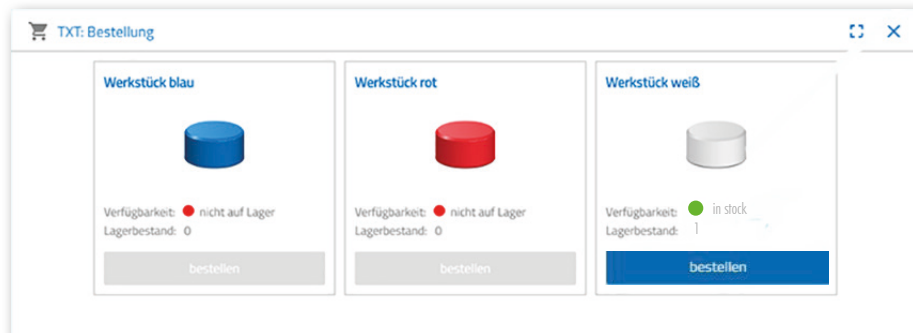 TXT: Bestellung
Werkstück blau
Verfügbarkeit: nicht auf Lager
Lagerbestand: 0
bestellen
Werkstück rot
Verfügbarkeit: nicht auf Lager
Lagerbestand: 0
bestellen
Werkstück weiß
Verfügbarkeit: in stock
Lagerbestand: 1
bestellen